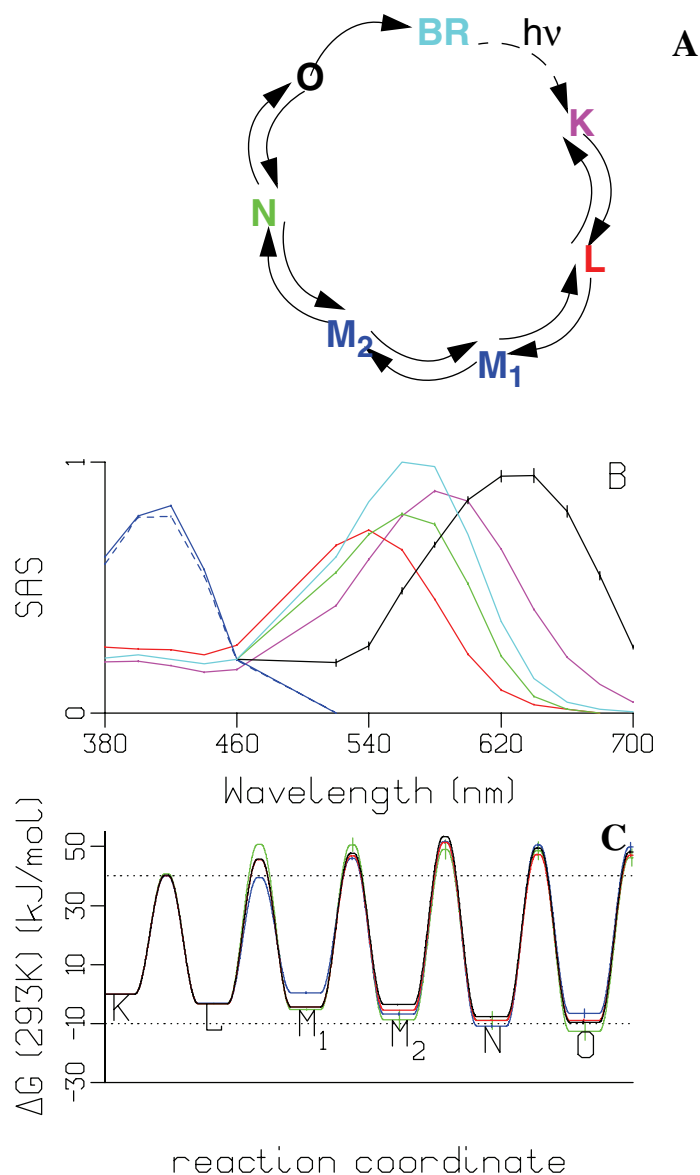 A
BR
hν
O
K
N
L
M2
M1
B
1
SAS
0
380 460 540 620 700
Wavelength (nm)
C
ΔG (293K) (kJ/mol)
50
30
10
-10
-30
K L M1 M2 N O
reaction coordinate